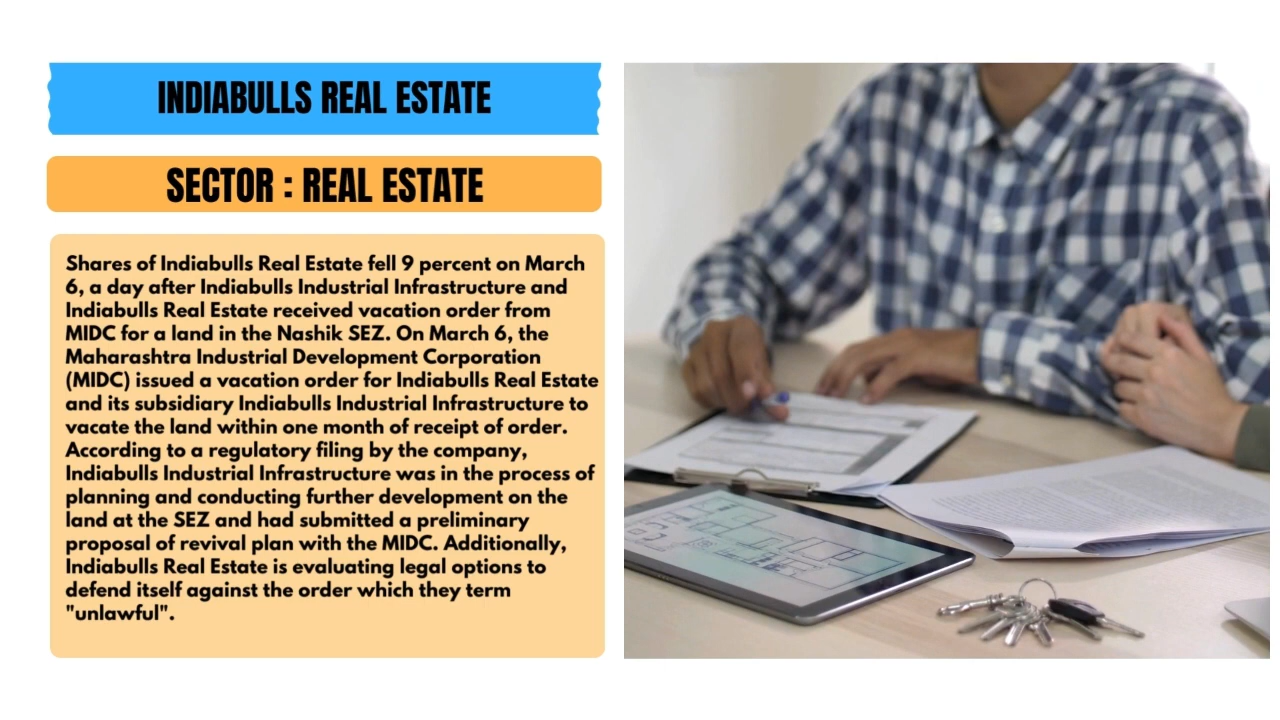 INDIABULLS REAL ESTATE
SECTOR : REAL ESTATE
Shares of Indiabulls Real Estate fell 9 percent on March
6, a day after Indiabulls Industrial Infrastructure and
Indiabulls Real Estate received vacation order from
MIDC for a land in the Nashik SEZ. On March 6, the
Maharashtra Industrial Development Corporation
(MIDC) issued a vacation order for Indiabulls Real Estate
and its subsidiary Indiabulls Industrial Infrastructure to
vacate the land within one month of receipt of order.
According to a regulatory filing by the company,
Indiabulls Industrial Infrastructure was in the process of
planning and conducting further development on the
land at the SEZ and had submitted a preliminary
proposal of revival plan with the MIDC. Additionally,
Indiabulls Real Estate is evaluating legal options to
defend itself against the order which they term
"unlawful".